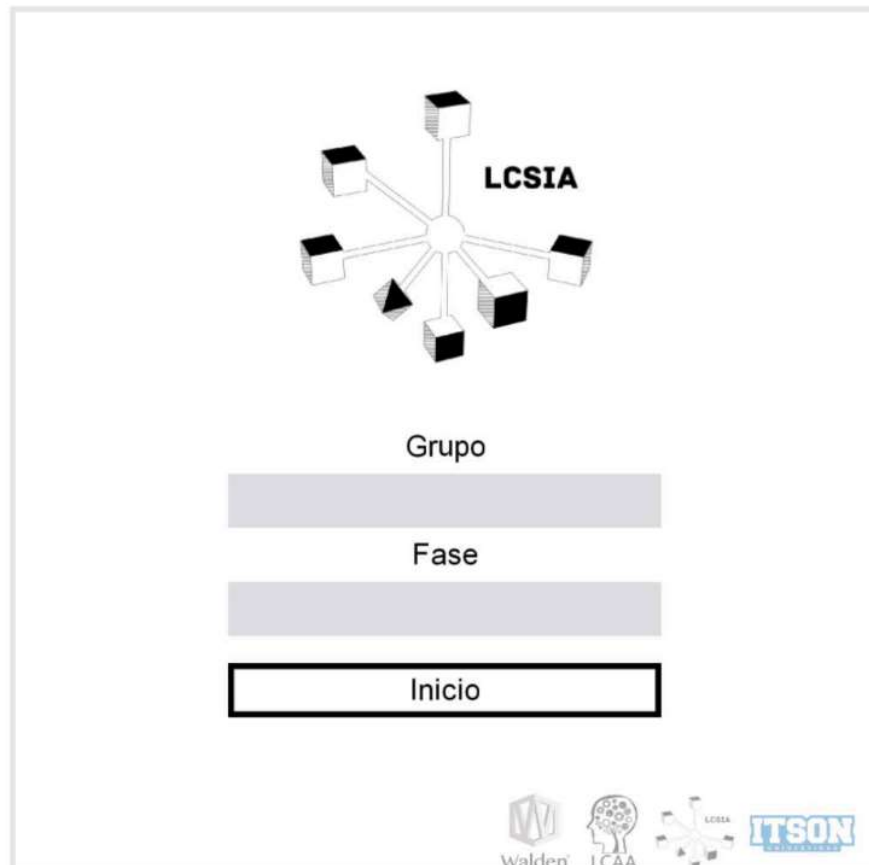 LCSIA
Grupo
Fase
Inicio
Walden
LCAA
LCSIA
ITSON